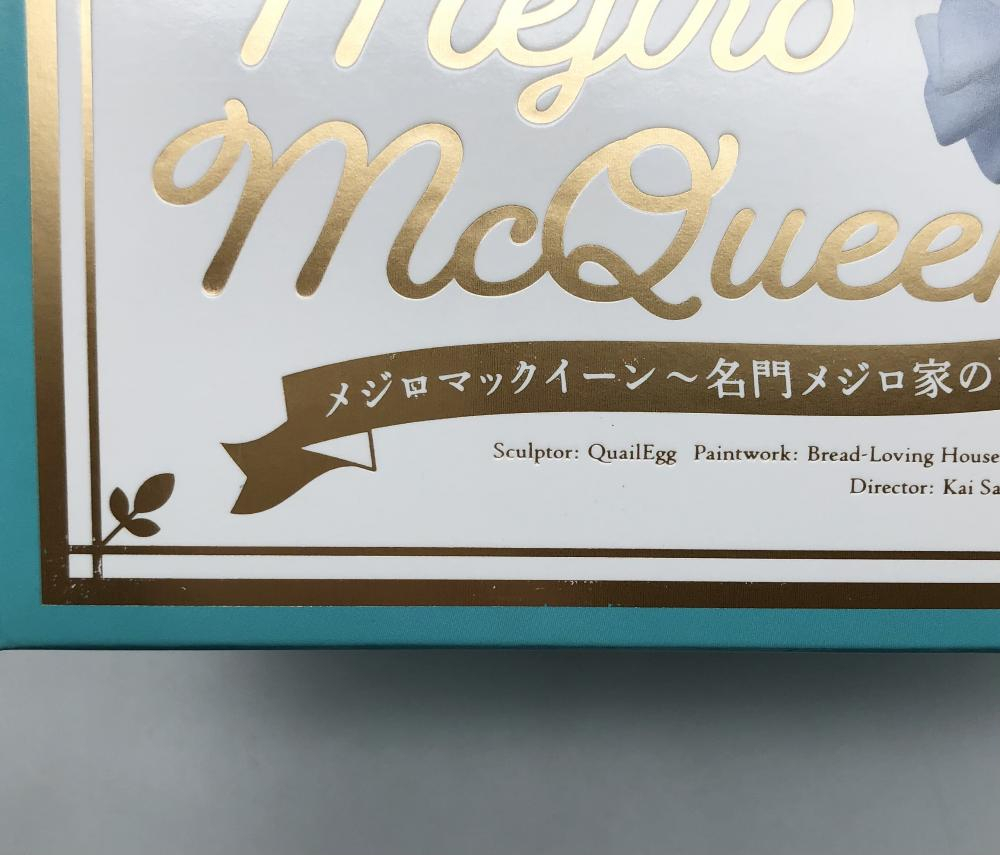 Mejiro
McQueen
メジロマックイーン～名門メジロ家の
Sculptor: QuailEgg Paintwork: Bread-Loving House
Director: Kai Sa